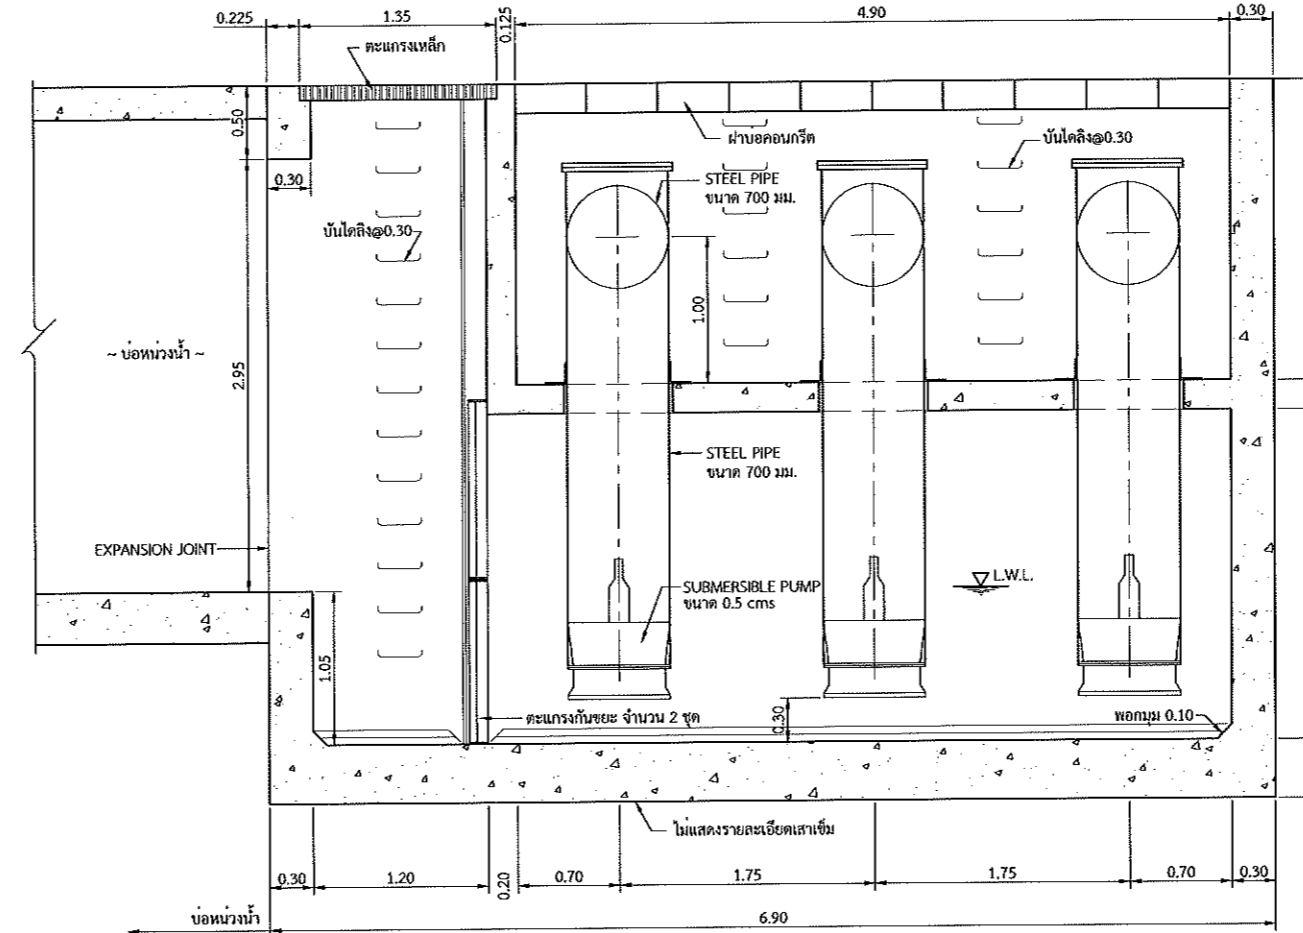 0.225
1.35
0.125
4.90
0.30
ตะแกรงเหล็ก
0.50
0.30
ฝาบ่อคอนกรีต
บันไดลิง@0.30
STEEL PIPE
ขนาด 700 มม.
บันไดลิง@0.30
1.00
~ บ่อหน่วงน้ำ ~
2.95
STEEL PIPE
ขนาด 700 มม.
EXPANSION JOINT
SUBMERSIBLE PUMP
ขนาด 0.5 cms
L.W.L.
1.05
ตะแกรงกันขยะ จำนวน 2 ชุด
0.30
พอกมุม 0.10
ไม่แสดงรายละเอียดเสาเข็ม
0.30
1.20
0.20
0.70
1.75
1.75
0.70
0.30
บ่อหน่วงน้ำ
6.90